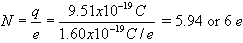 N = q/e = 9.51x10⁻¹⁹ C / 1.60x10⁻¹⁹ C/e = 5.94 or 6 e